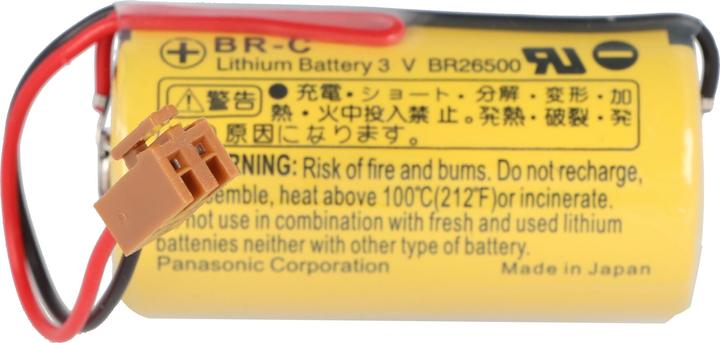 BR-C
Lithium Battery 3 V BR26500
警告 ●充電・ショート・分解・変形・加
熱・火中投入禁止。発熱・破裂・発
原因になります。
WARNING: Risk of fire and bums. Do not recharge,
semble, heat above 100℃(212℉)or incinerate.
not use in combination with fresh and used lithium
battenies neither with other type of battery.
Panasonic Corporation
Made in Japan